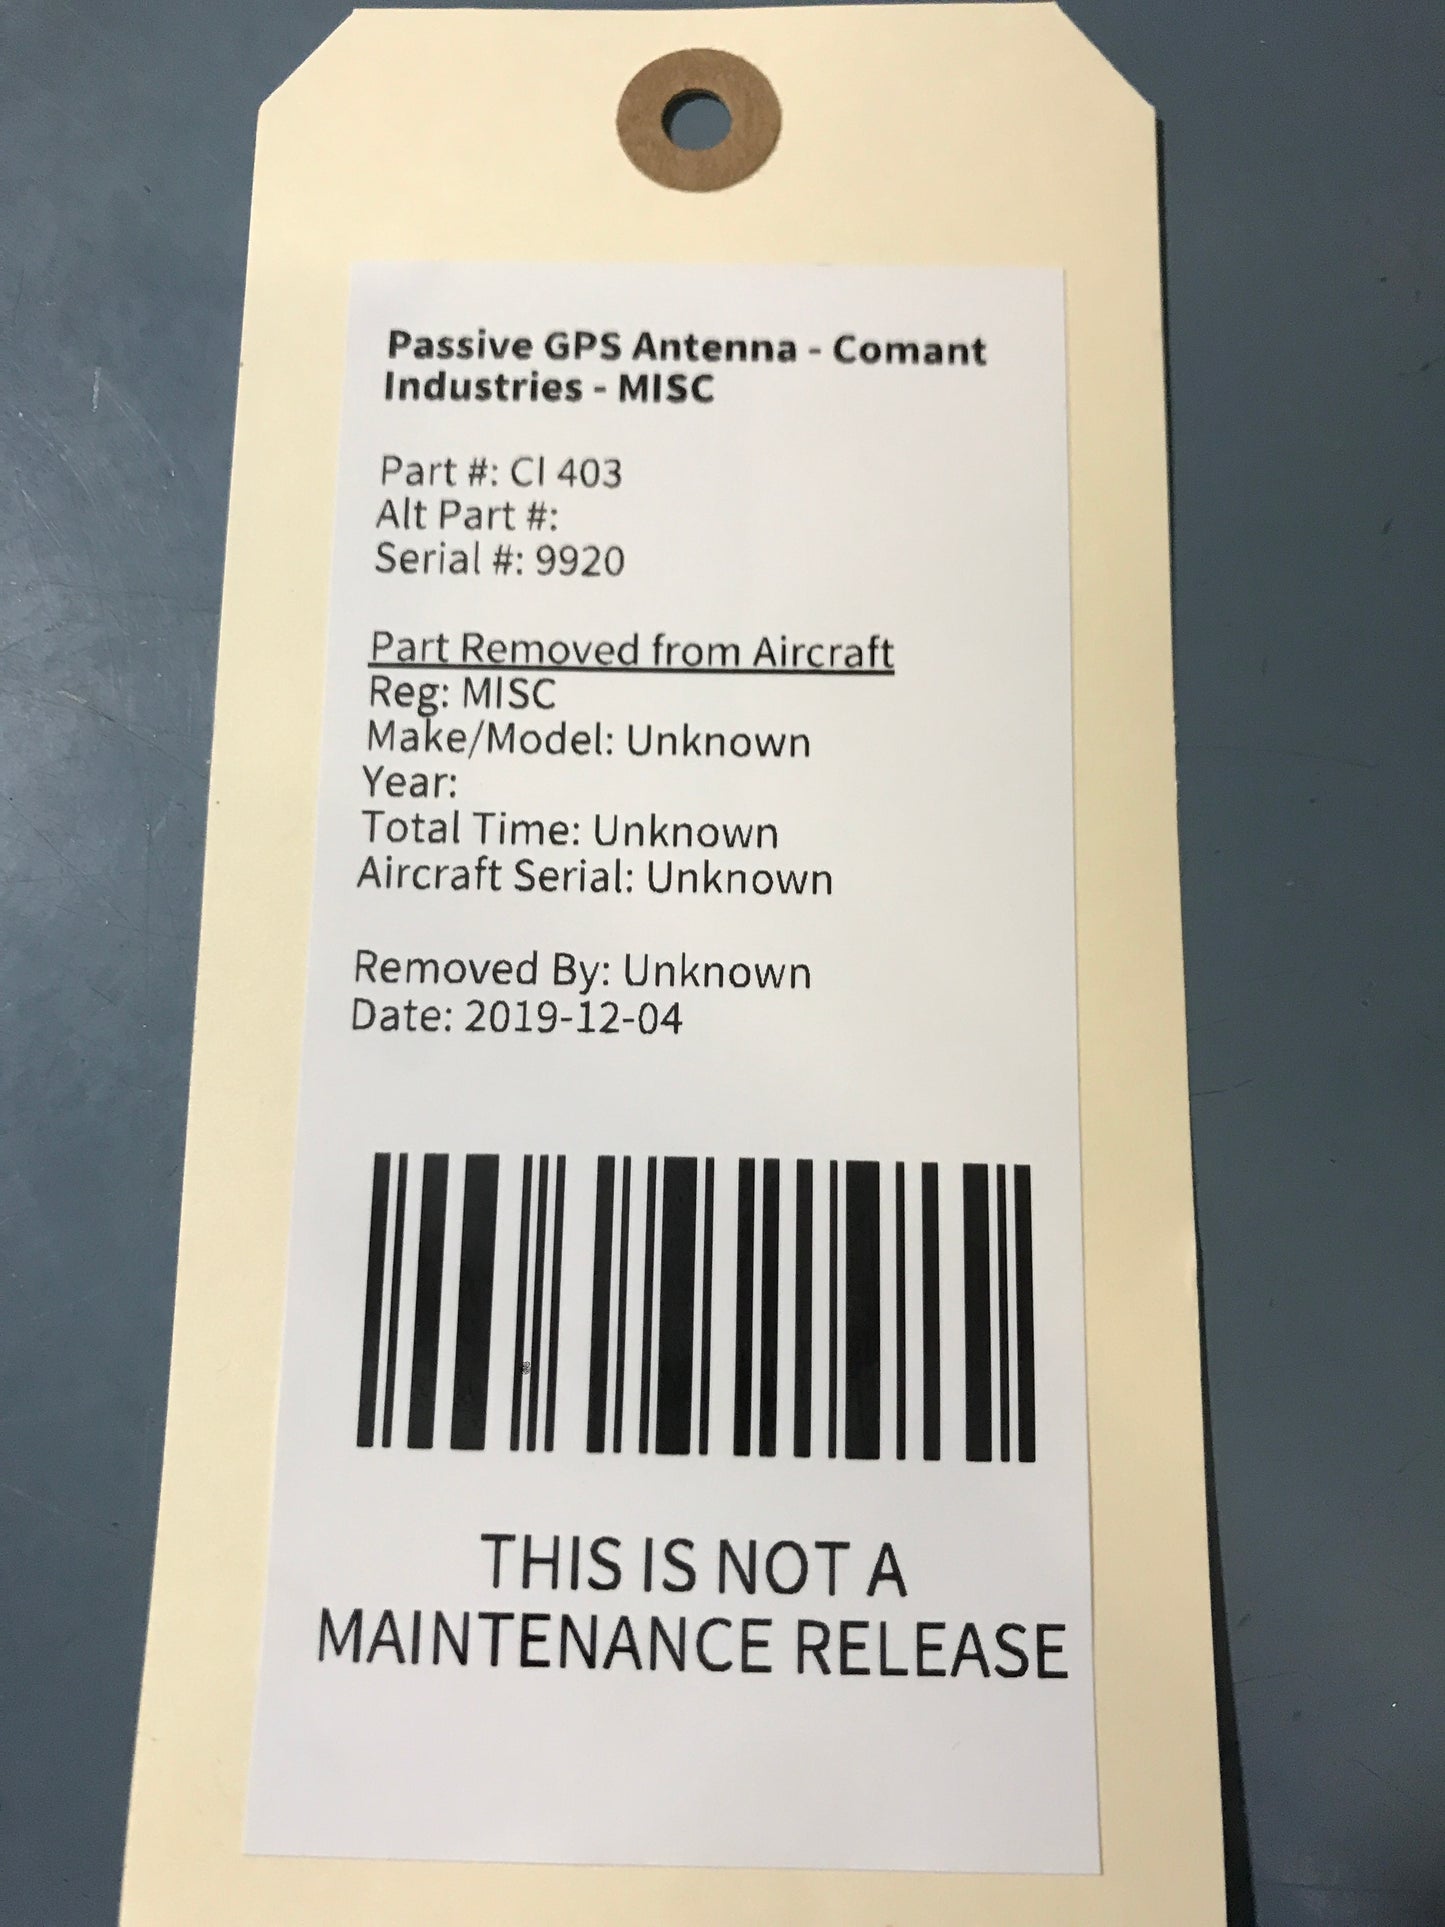 Passive GPS Antenna - Comant
Industries - MISC
Part #: CI 403
Alt Part #:
Serial #: 9920
Part Removed from Aircraft
Reg: MISC
Make/Model: Unknown
Year:
Total Time: Unknown
Aircraft Serial: Unknown
Removed By: Unknown
Date: 2019-12-04
THIS IS NOT A
MAINTENANCE RELEASE